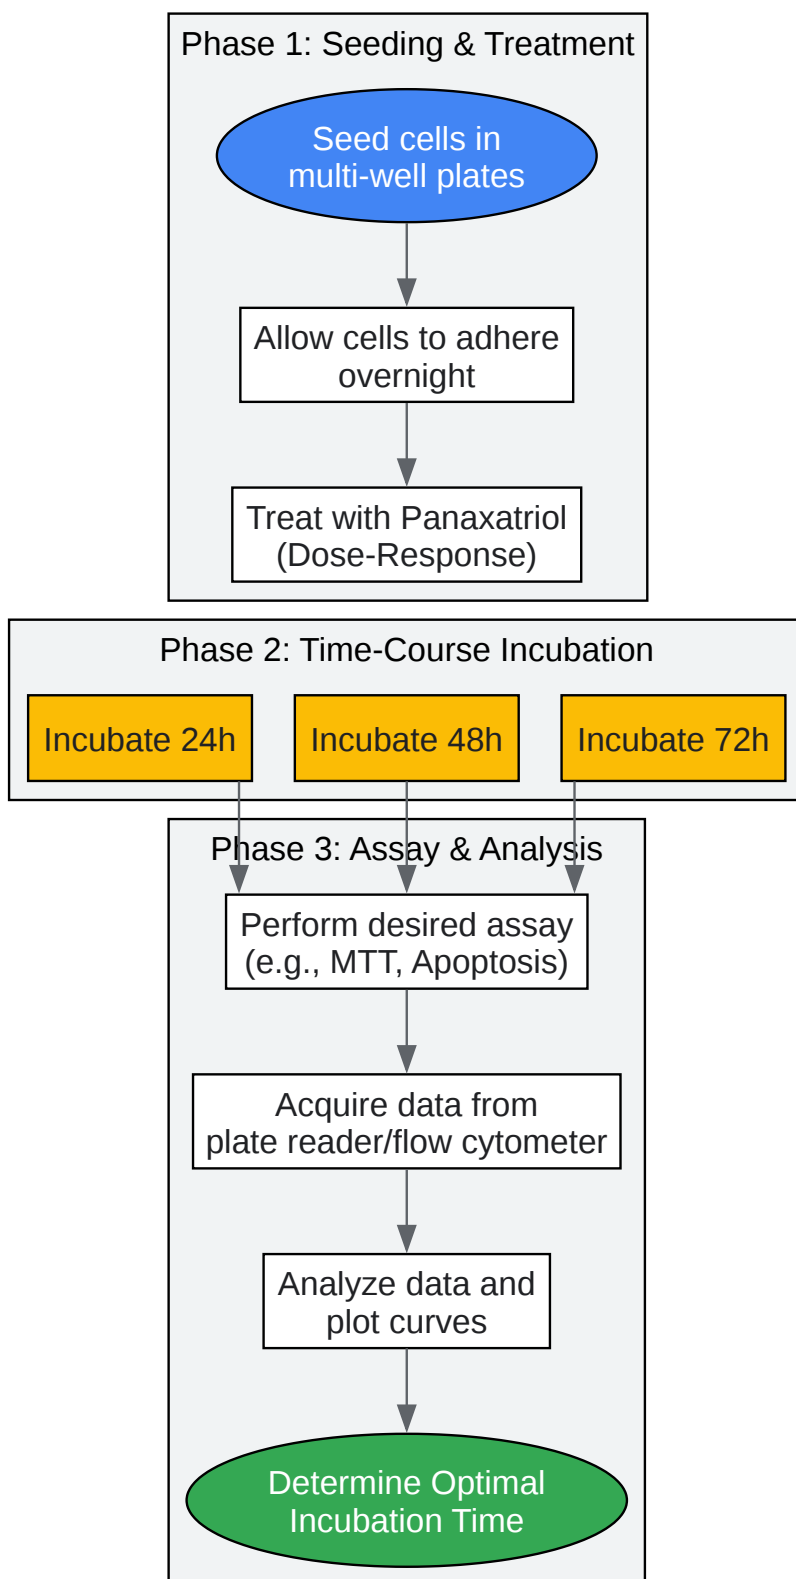 Phase 1: Seeding & Treatment
Seed cells in
multi-well plates
Allow cells to adhere
overnight
Treat with Panaxatriol
(Dose-Response)
Phase 2: Time-Course Incubation
Incubate 24h
Incubate 48h
Incubate 72h
Phase 3: Assay & Analysis
Perform desired assay
(e.g., MTT, Apoptosis)
Acquire data from
plate reader/flow cytometer
Analyze data and
plot curves
Determine Optimal
Incubation Time